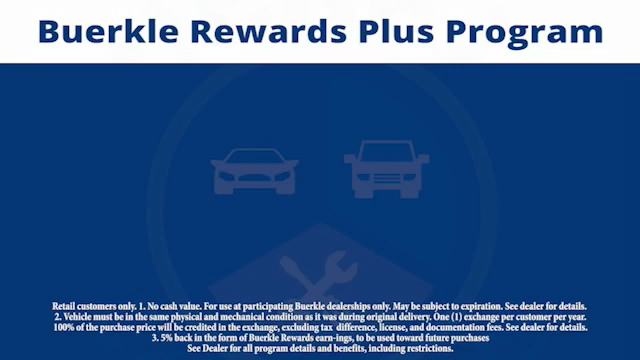 Buerkle Rewards Plus Program
Retail customers only. 1. No cash value. For use at participating Buerkle dealerships only. May be subject to expiration. See dealer for details.
2. Vehicle must be in the same physical and mechanical condition as it was during original delivery. One (1) exchange per customer per year.
100% of the purchase price will be credited in the exchange, excluding tax difference, license, and documentation fees. See dealer for details.
3. 5% back in the form of Buerkle Rewards earn-ings, to be used toward future purchases
See Dealer for all program details and benefits, including restrictions.